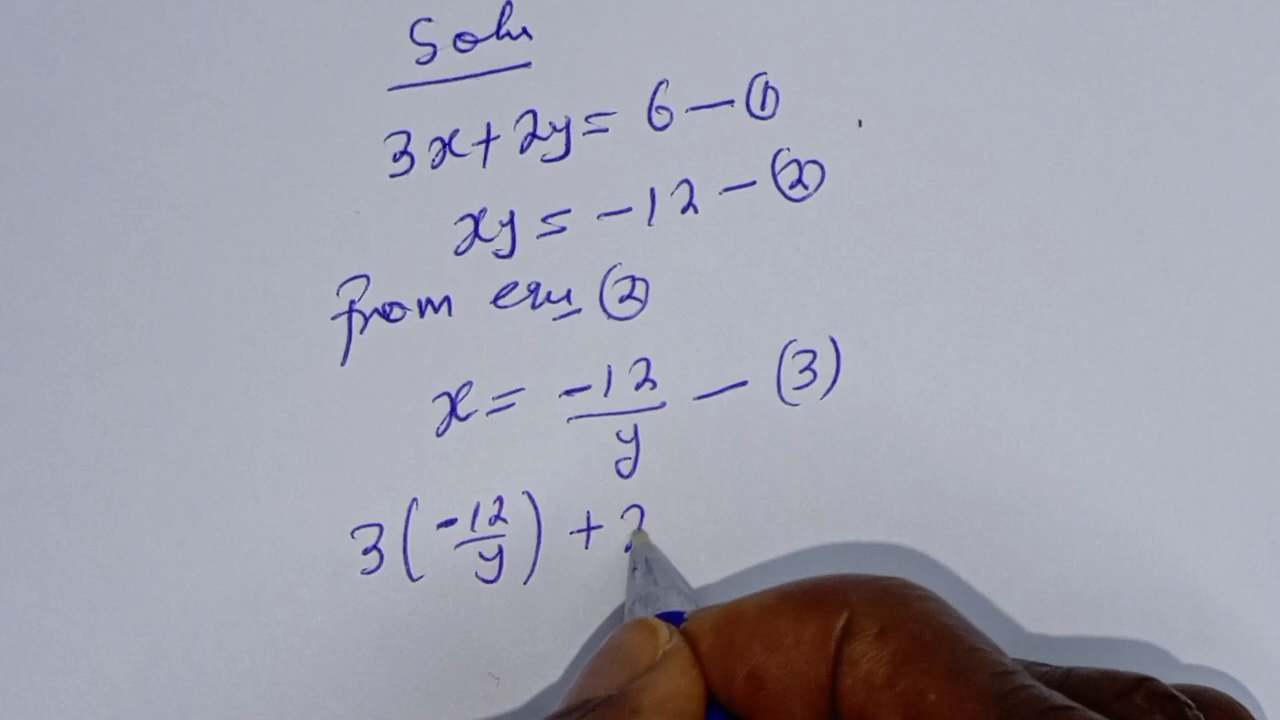 Soln
3x + 2y = 6 — ①
xy = -12 — ②
from eqn ②
x = -12/y — (3)
3(-12/y) + 2